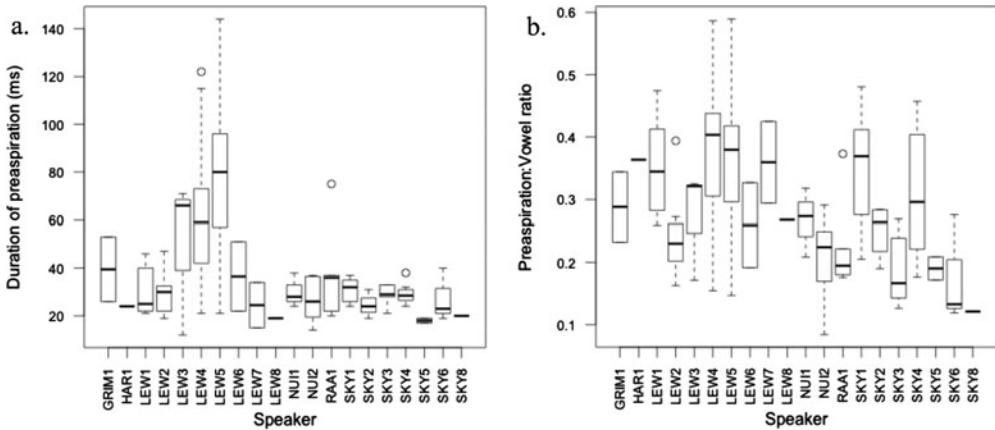 a.
Duration of preaspiration (ms)
140
120
100
80
60
40
20
GRIM1 HAR1 LEW1 LEW2 LEW3 LEW4 LEW5 LEW6 LEW7 LEW8 NUI1 NUI2 RAA1 SKY1 SKY2 SKY3 SKY4 SKY5 SKY6 SKY8
Speaker
b.
Preaspiration:Vowel ratio
0.6
0.5
0.4
0.3
0.2
0.1
GRIM1 HAR1 LEW1 LEW2 LEW3 LEW4 LEW5 LEW6 LEW7 LEW8 NUI1 NUI2 RAA1 SKY1 SKY2 SKY3 SKY4 SKY5 SKY6 SKY8
Speaker